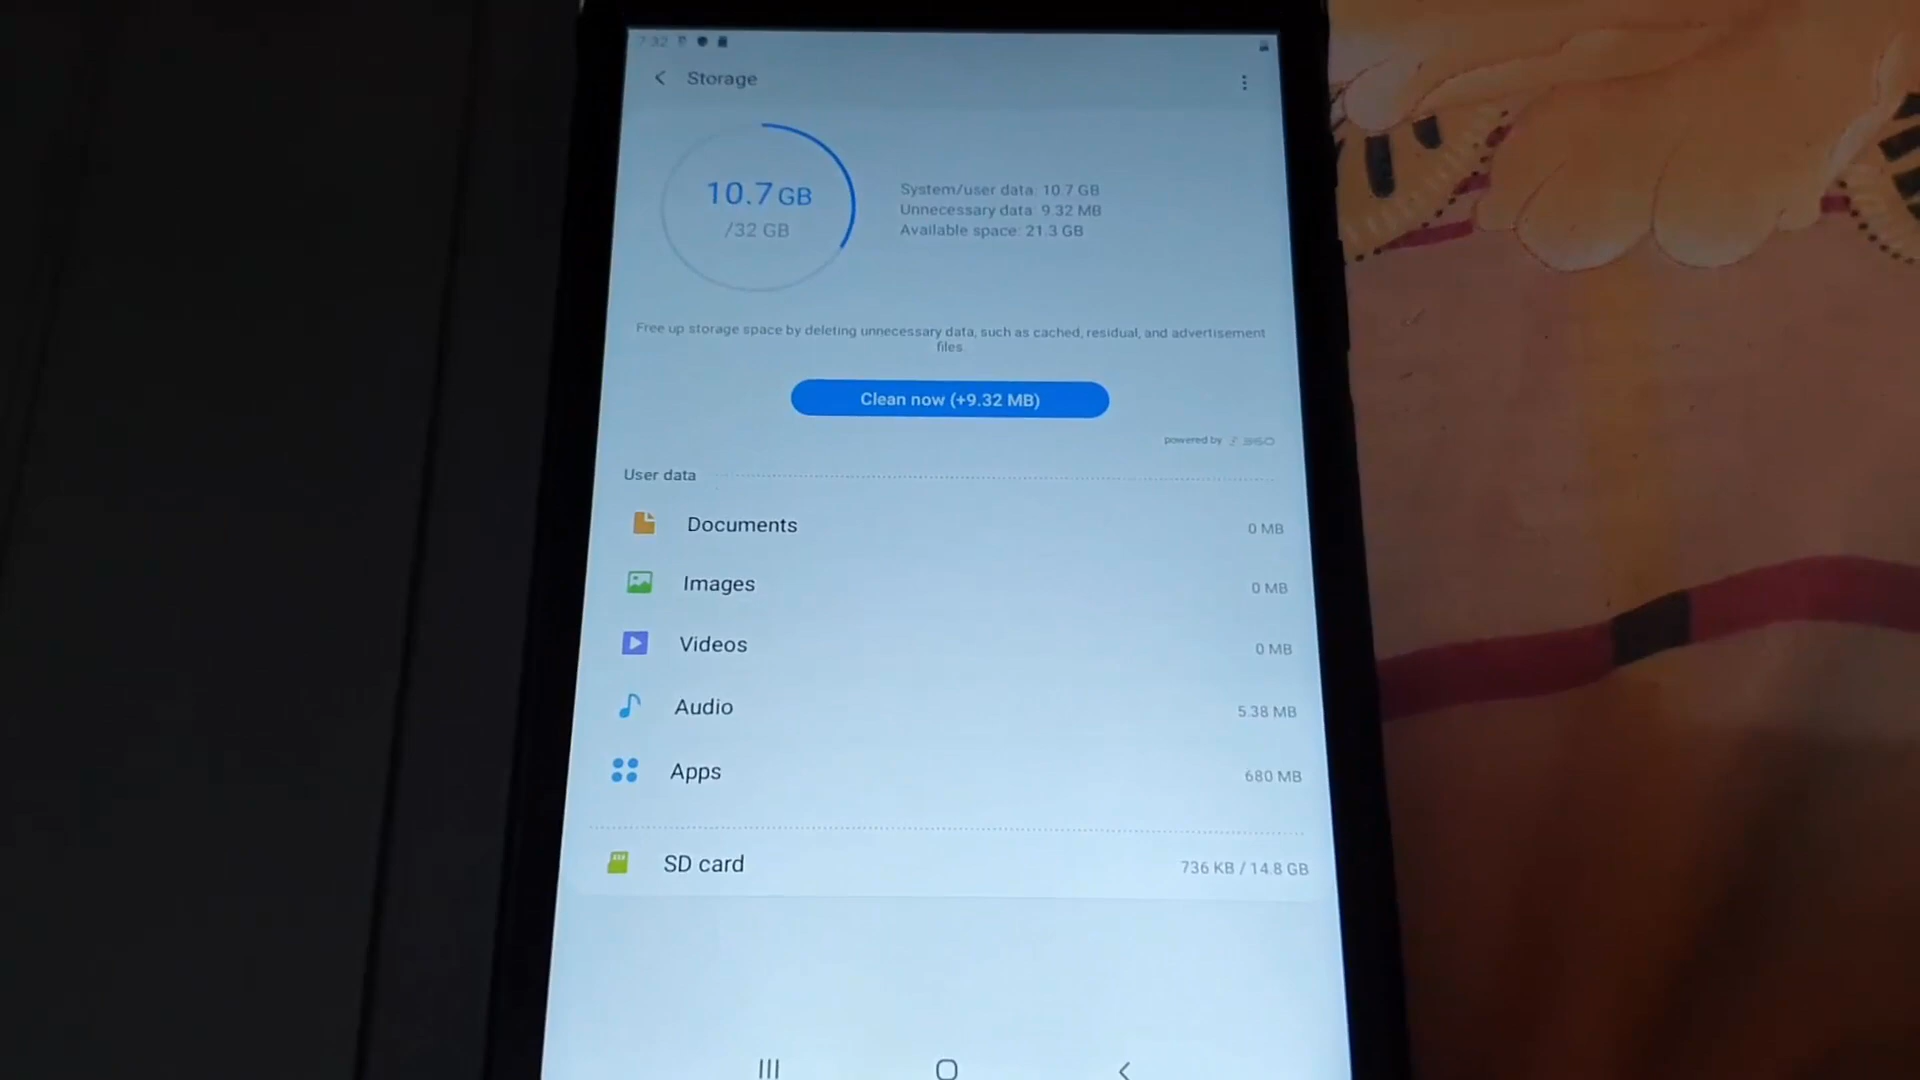 7:32
Storage
10.7 GB
/32 GB
System/user data: 10.7 GB
Unnecessary data: 9.32 MB
Available space: 21.3 GB
Free up storage space by deleting unnecessary data, such as cached, residual, and advertisement
files
Clean now (+9.32 MB)
powered by
User data
Documents 0 MB
Images 0 MB
Videos 0 MB
Audio 5.38 MB
Apps 680 MB
SD card 736 KB / 14.8 GB